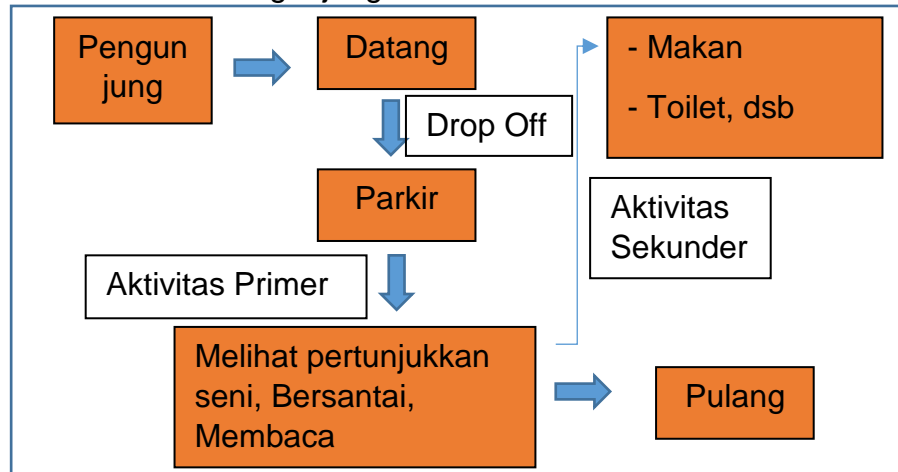 Pengun
jung
Datang
- Makan
- Toilet, dsb
Drop Off
Parkir
Aktivitas
Sekunder
Aktivitas Primer
Melihat pertunjukkan
seni, Bersantai,
Membaca
Pulang